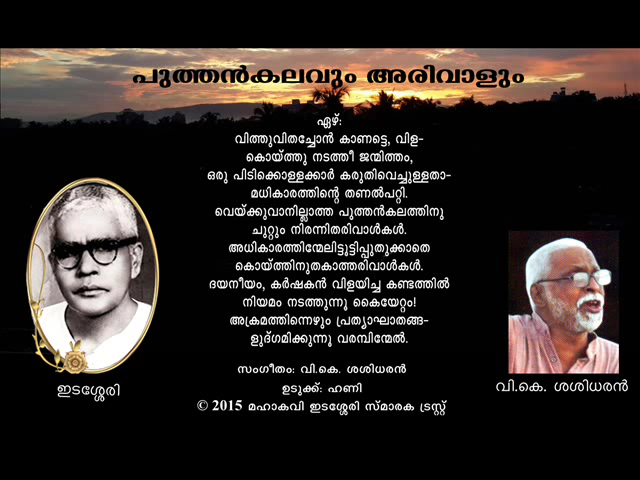 പുത്തൻകലവും അരിവാളും
ഏഴ്:
വിത്തുവിതച്ചോൻ കാണട്ടെ, വിള-
കൊയ്ത്തു നടത്തീ ജന്മിത്തം,
ഒരു പിടിക്കൊള്ളക്കാർ കരുതിവെച്ചുള്ളതാ-
മധികാരത്തിന്റെ തണൽപറ്റി.
വെയ്ക്കുവാനില്ലാത്ത പുത്തൻകലത്തിനു
ചുറ്റും നിരന്നിതരിവാൾകൾ.
അധികാരത്തിന്മേലിട്ടൂട്ടിപ്പുതുക്കാതെ
കൊയ്ത്തിനുതകാത്തരിവാൾകൾ.
ദയനീയം, കർഷകൻ വിളയിച്ച കണ്ടത്തിൽ
നിയമം നടത്തുന്നു കൈയേറ്റം!
അക്രമത്തിന്നെഴും പ്രത്യാഘാതങ്ങ-
ളുദ്ഗമിക്കുന്നൂ വരമ്പിന്മേൽ.
സംഗീതം: വി.കെ. ശശിധരൻ
ഉടുക്ക്: ഹണി
© 2015 മഹാകവി ഇടശ്ശേരി സ്മാരക ട്രസ്റ്റ്
ഇടശ്ശേരി
വി.കെ. ശശിധരൻ